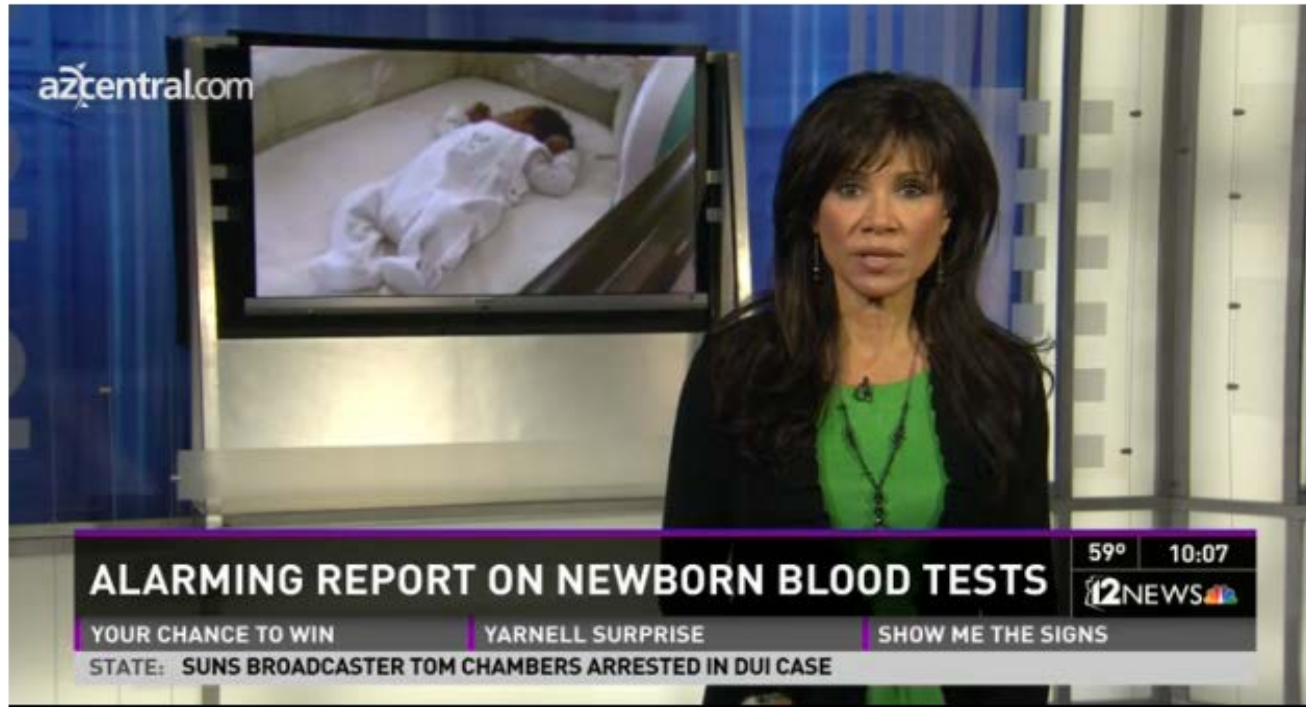 azcentral.com
ALARMING REPORT ON NEWBORN BLOOD TESTS
59° 10:07
12NEWS
YOUR CHANCE TO WIN
YARNELL SURPRISE
SHOW ME THE SIGNS
STATE: SUNS BROADCASTER TOM CHAMBERS ARRESTED IN DUI CASE